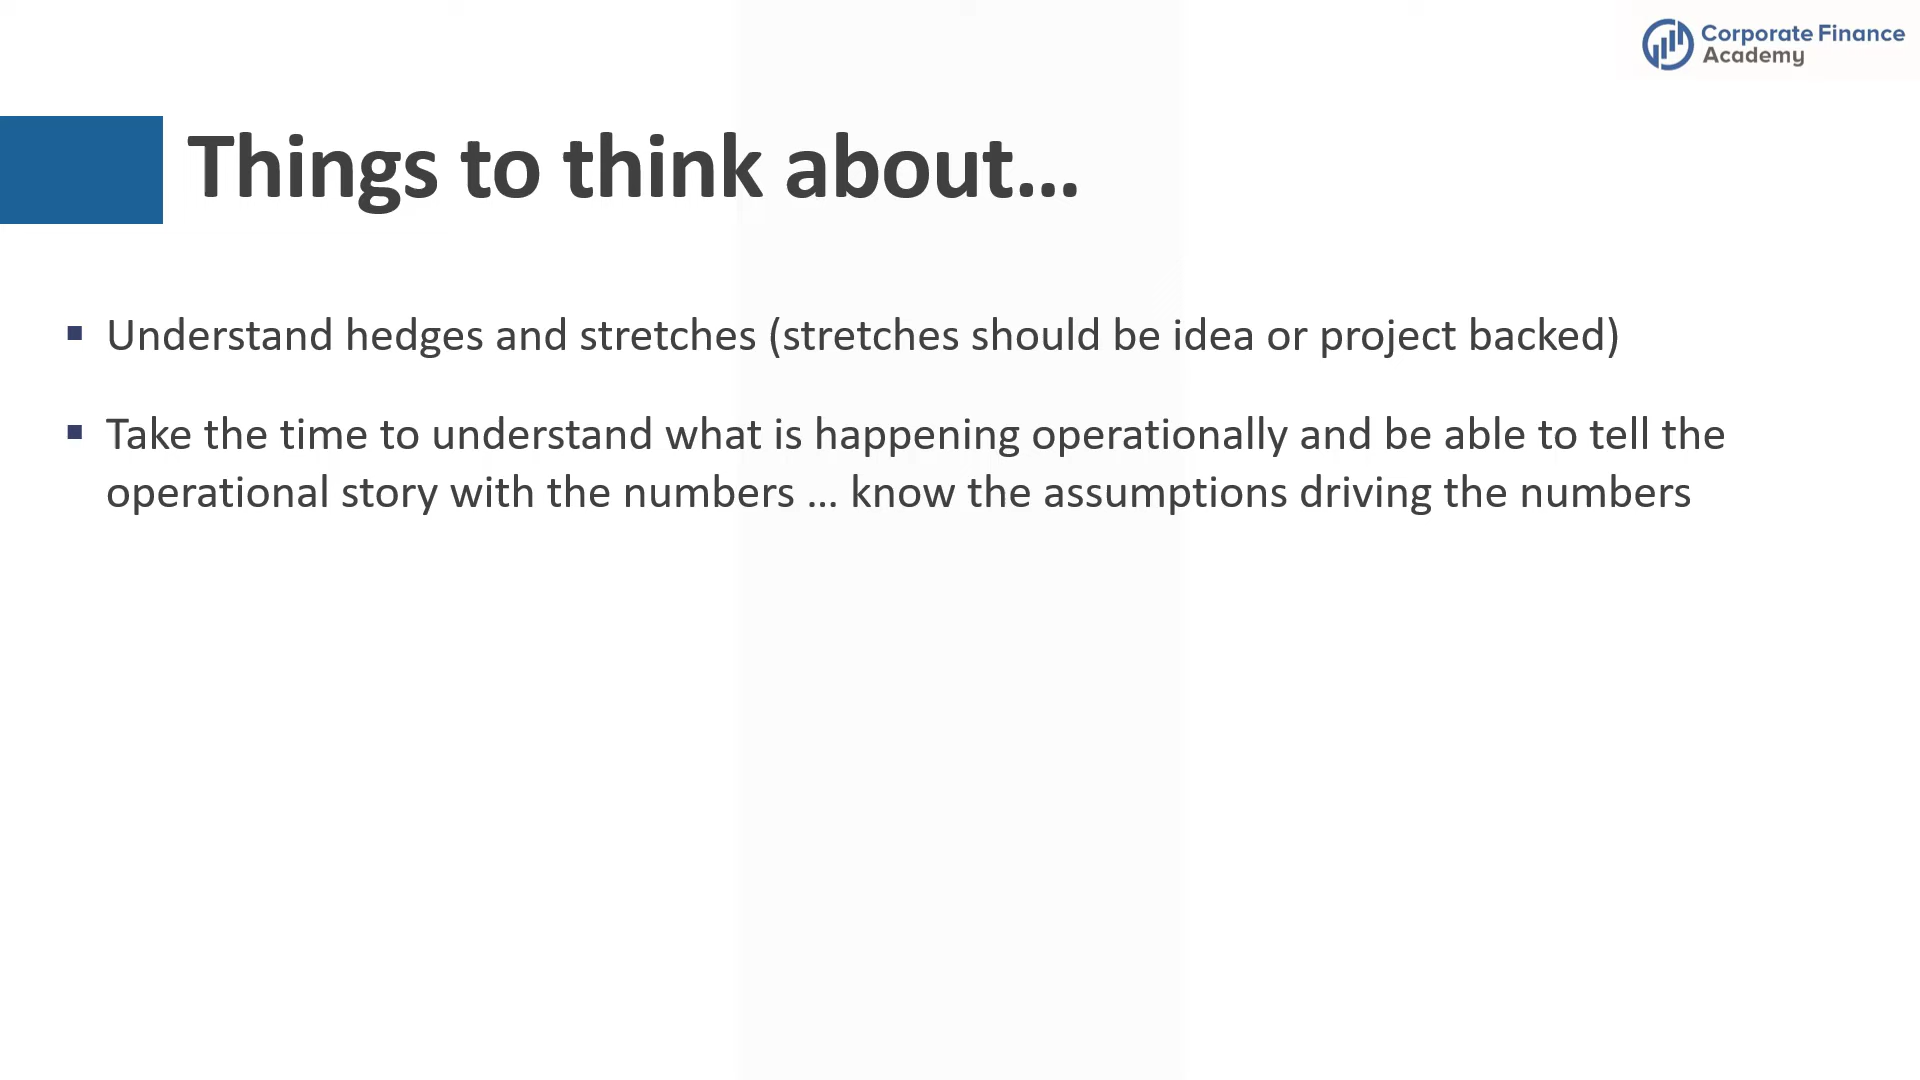 Corporate Finance
Academy
Things to think about...
▪ Understand hedges and stretches (stretches should be idea or project backed)
▪ Take the time to understand what is happening operationally and be able to tell the
operational story with the numbers ... know the assumptions driving the numbers